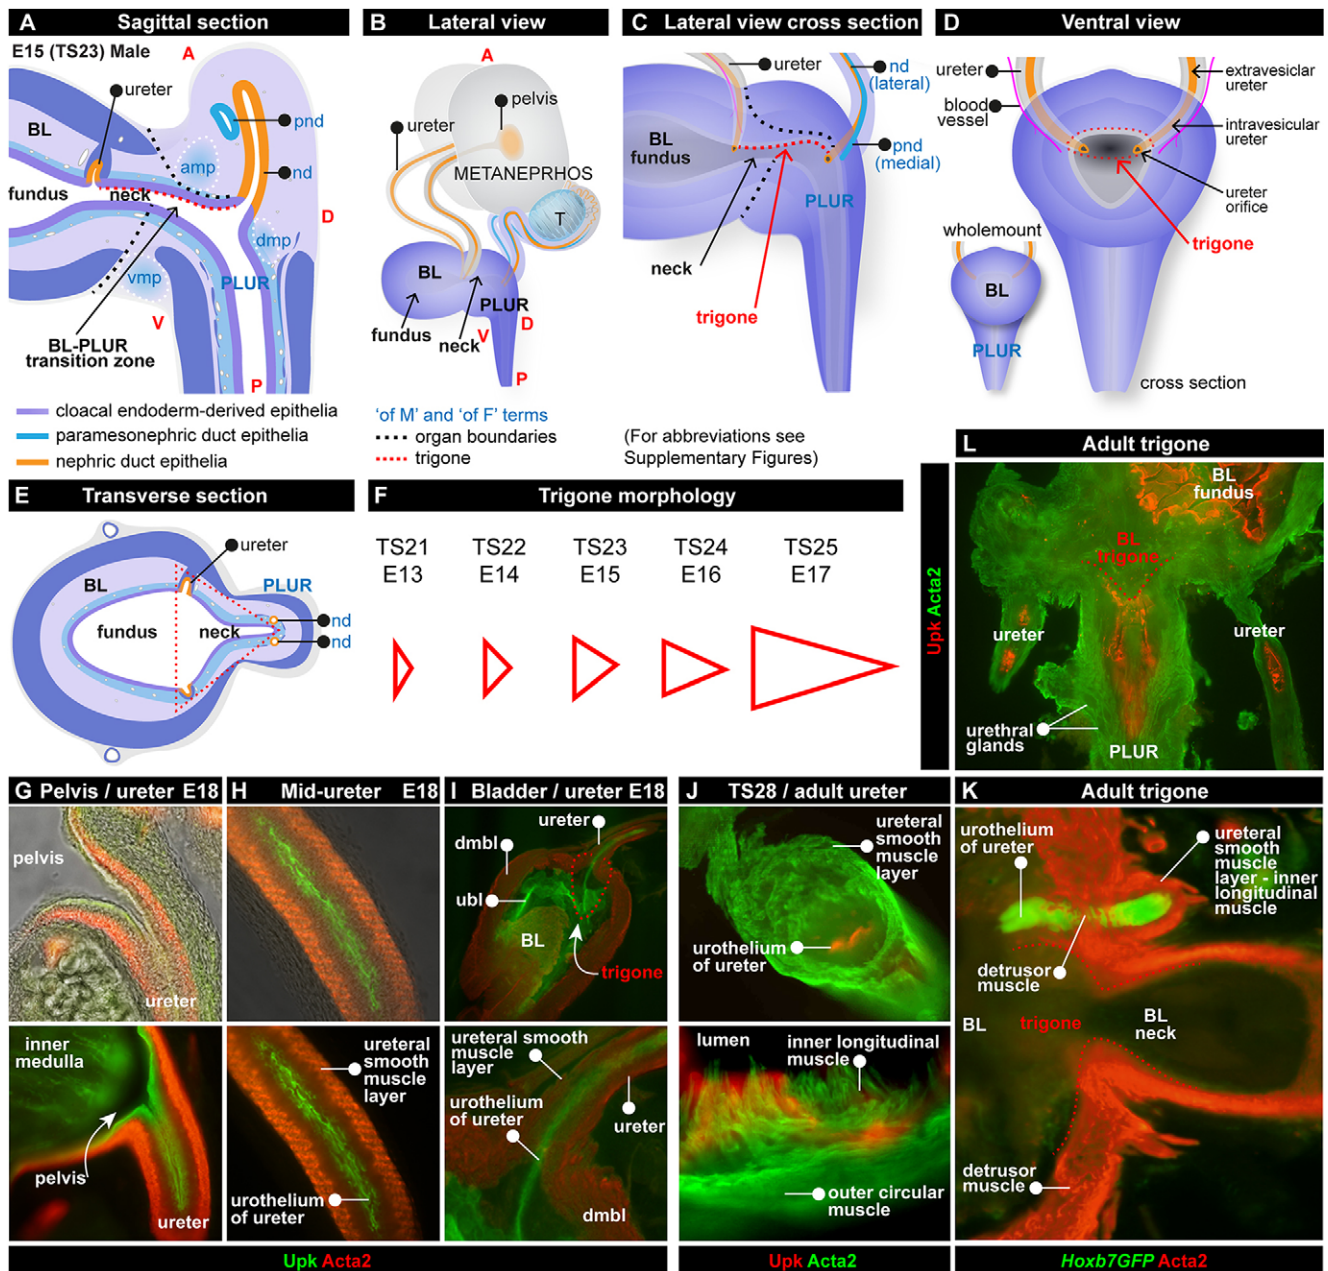 A Sagittal section
E15 (TS23) Male
A
ureter
BL
pnd
amp
nd
fundus
neck
D
dmp
vmp
PLUR
V
BL-PLUR
transition zone
P
cloacal endoderm-derived epithelia
paramesonephric duct epithelia
nephric duct epithelia
B Lateral view
A
pelvis
ureter
METANEPRHOS
T
BL
PLUR
fundus
neck
V
D
P
'of M' and 'of F' terms
organ boundaries
trigone
(For abbreviations see
Supplementary Figures)
C Lateral view cross section
ureter
nd
(lateral)
BL
fundus
pnd
(medial)
PLUR
neck
trigone
D Ventral view
ureter
extravesiclar
ureter
blood
vessel
intravesicular
ureter
ureter
orifice
trigone
wholemount
BL
PLUR
cross section
E Transverse section
ureter
BL
PLUR
nd
fundus
neck
nd
F Trigone morphology
TS21 TS22 TS23 TS24 TS25
E13 E14 E15 E16 E17
L Adult trigone
Upk Acta2
BL
fundus
BL
trigone
ureter
ureter
urethral
glands
PLUR
G Pelvis / ureter E18
pelvis
ureter
inner
medulla
pelvis
ureter
H Mid-ureter E18
ureteral
smooth
muscle
layer
urothelium
of ureter
I Bladder / ureter E18
ureter
dmbl
ubl
BL
trigone
ureteral smooth
muscle
layer
urothelium
of ureter
ureter
dmbl
Upk Acta2
J TS28 / adult ureter
ureteral
smooth
muscle
layer
urothelium
of ureter
lumen
inner longitudinal
muscle
outer circular
muscle
Upk Acta2
K Adult trigone
urothelium
of ureter
ureteral
smooth
muscle
layer - inner
longitudinal
muscle
detrusor
muscle
BL
trigone
BL
neck
detrusor
muscle
Hoxb7GFP Acta2